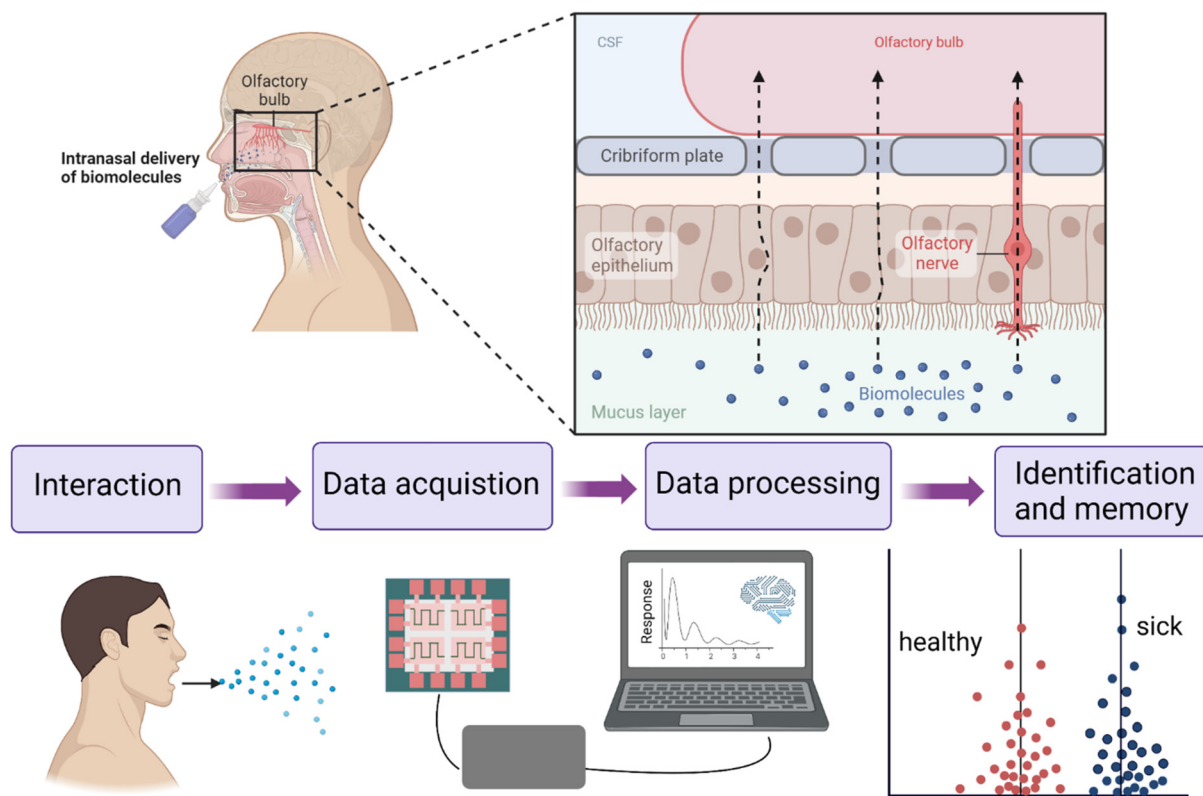 Olfactory
bulb
Intranasal delivery
of biomolecules
CSF
Olfactory bulb
Cribriform plate
Olfactory
epithelium
Olfactory
nerve
Biomolecules
Mucus layer
Interaction
Data acquistion
Data processing
Identification
and memory
Response
0 1 2 3 4
healthy
sick